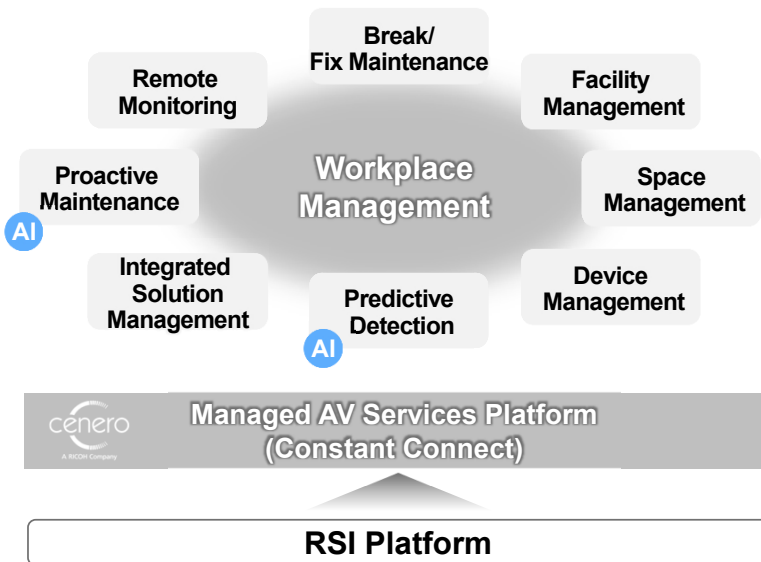 Break/
Fix Maintenance
Remote
Monitoring
Facility
Management
Proactive
Maintenance
AI
Workplace
Management
Space
Management
Integrated
Solution
Management
Predictive
Detection
AI
Device
Management
cenero
A RICOH Company
Managed AV Services Platform
(Constant Connect)
RSI Platform